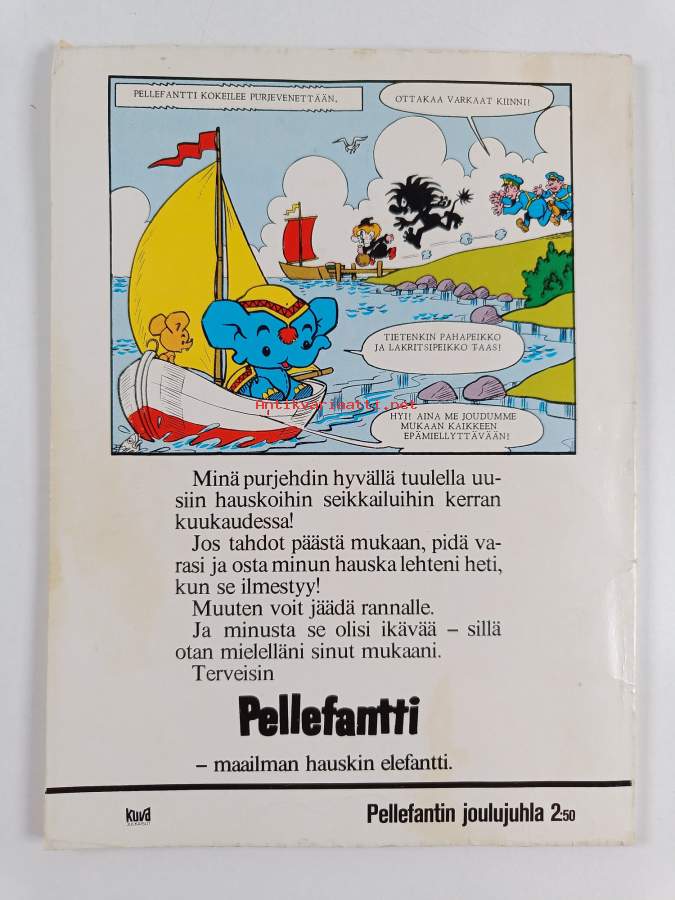 PELLEFANTTI KOKEILEE PURJEVENETTÄÄN.
OTTAKAA VARKAAT KIINNI!
TIETENKIN PAHAPEIKKO
JA LAKRITSIPEIKKO TAAS!
Antikvariaatti.net
HYI! AINA ME JOUDUMME
MUKAAN KAIKKEEN
EPÄMIELLYTTÄVÄÄN!
Minä purjehdin hyvällä tuulella uu-
siin hauskoihin seikkailuihin kerran
kuukaudessa!
Jos tahdot päästä mukaan, pidä va-
rasi ja osta minun hauska lehteni heti,
kun se ilmestyy!
Muuten voit jäädä rannalle.
Ja minusta se olisi ikävää – sillä
otan mielelläni sinut mukaani.
Terveisin
Pellefantti
– maailman hauskin elefantti.
kuva
JULKAISUT
Pellefantin joulujuhla 2:50